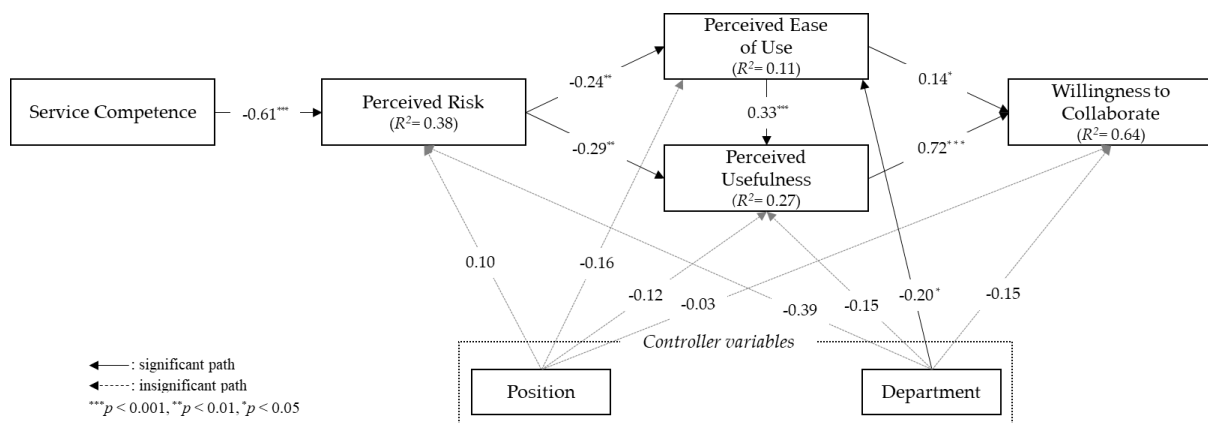 Perceived Ease
of Use
(R²= 0.11)
-0.24**
0.14*
Service Competence
-0.61***
Perceived Risk
(R²= 0.38)
0.33***
Willingness to
Collaborate
(R²= 0.64)
-0.29**
0.72***
Perceived
Usefulness
(R²= 0.27)
0.10
-0.16
-0.12
-0.03
-0.39
-0.15
-0.20*
-0.15
Controller variables
Position
Department
: significant path
: insignificant path
***p < 0.001, **p < 0.01, *p < 0.05